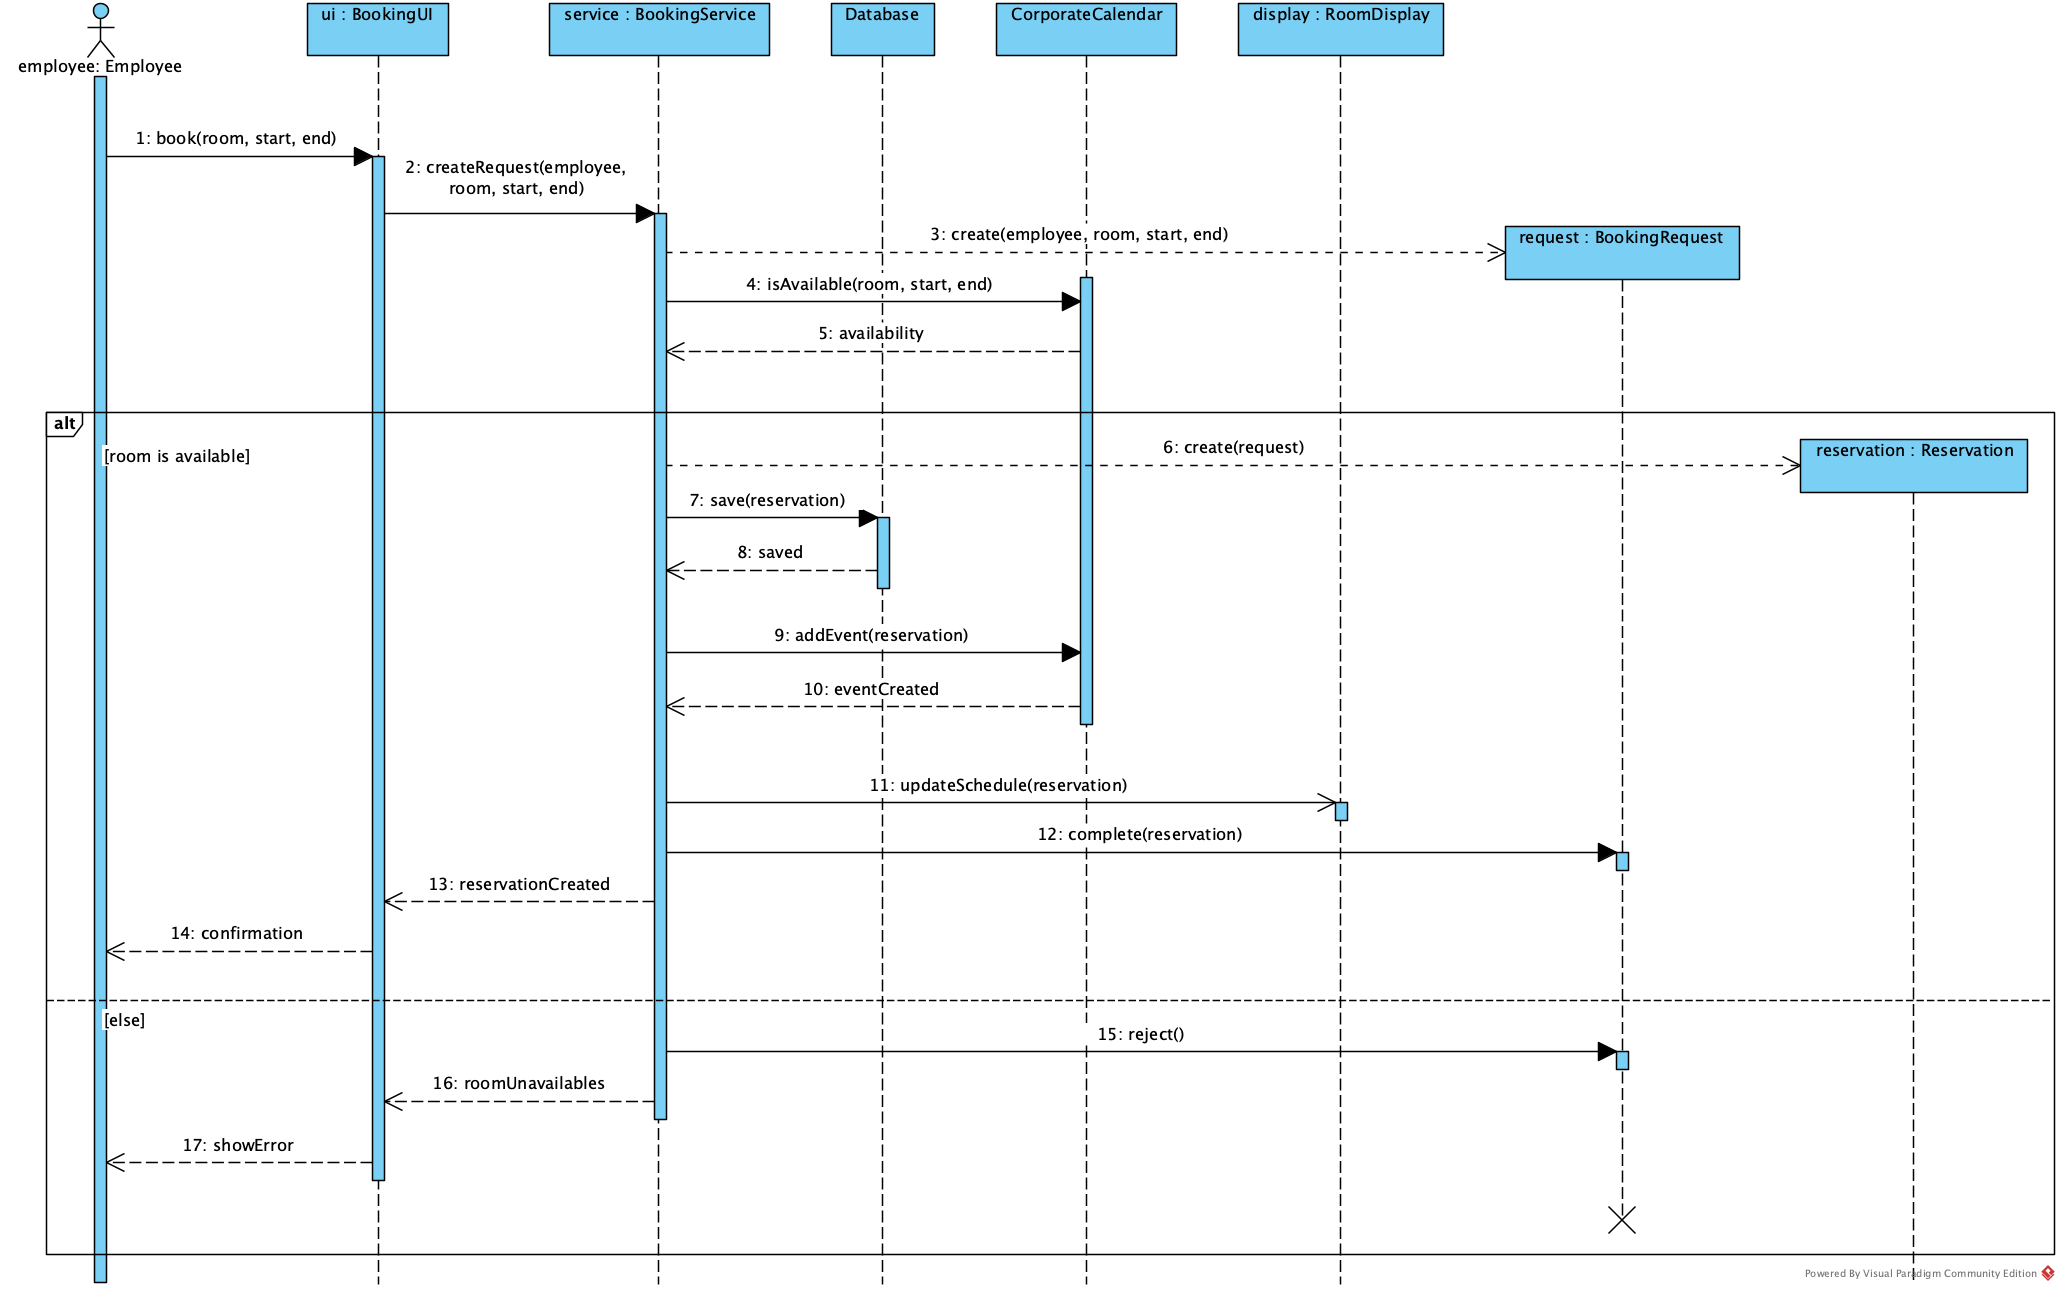 ui : BookingUI
service : BookingService
Database
CorporateCalendar
display : RoomDisplay
employee: Employee
1: book(room, start, end)
2: createRequest(employee,
room, start, end)
3: create(employee, room, start, end)
request : BookingRequest
4: isAvailable(room, start, end)
5: availability
alt
[room is available]
6: create(request)
reservation : Reservation
7: save(reservation)
8: saved
9: addEvent(reservation)
10: eventCreated
11: updateSchedule(reservation)
12: complete(reservation)
13: reservationCreated
14: confirmation
[else]
15: reject()
16: roomUnavailables
17: showError
Powered By Visual Paradigm Community Edition